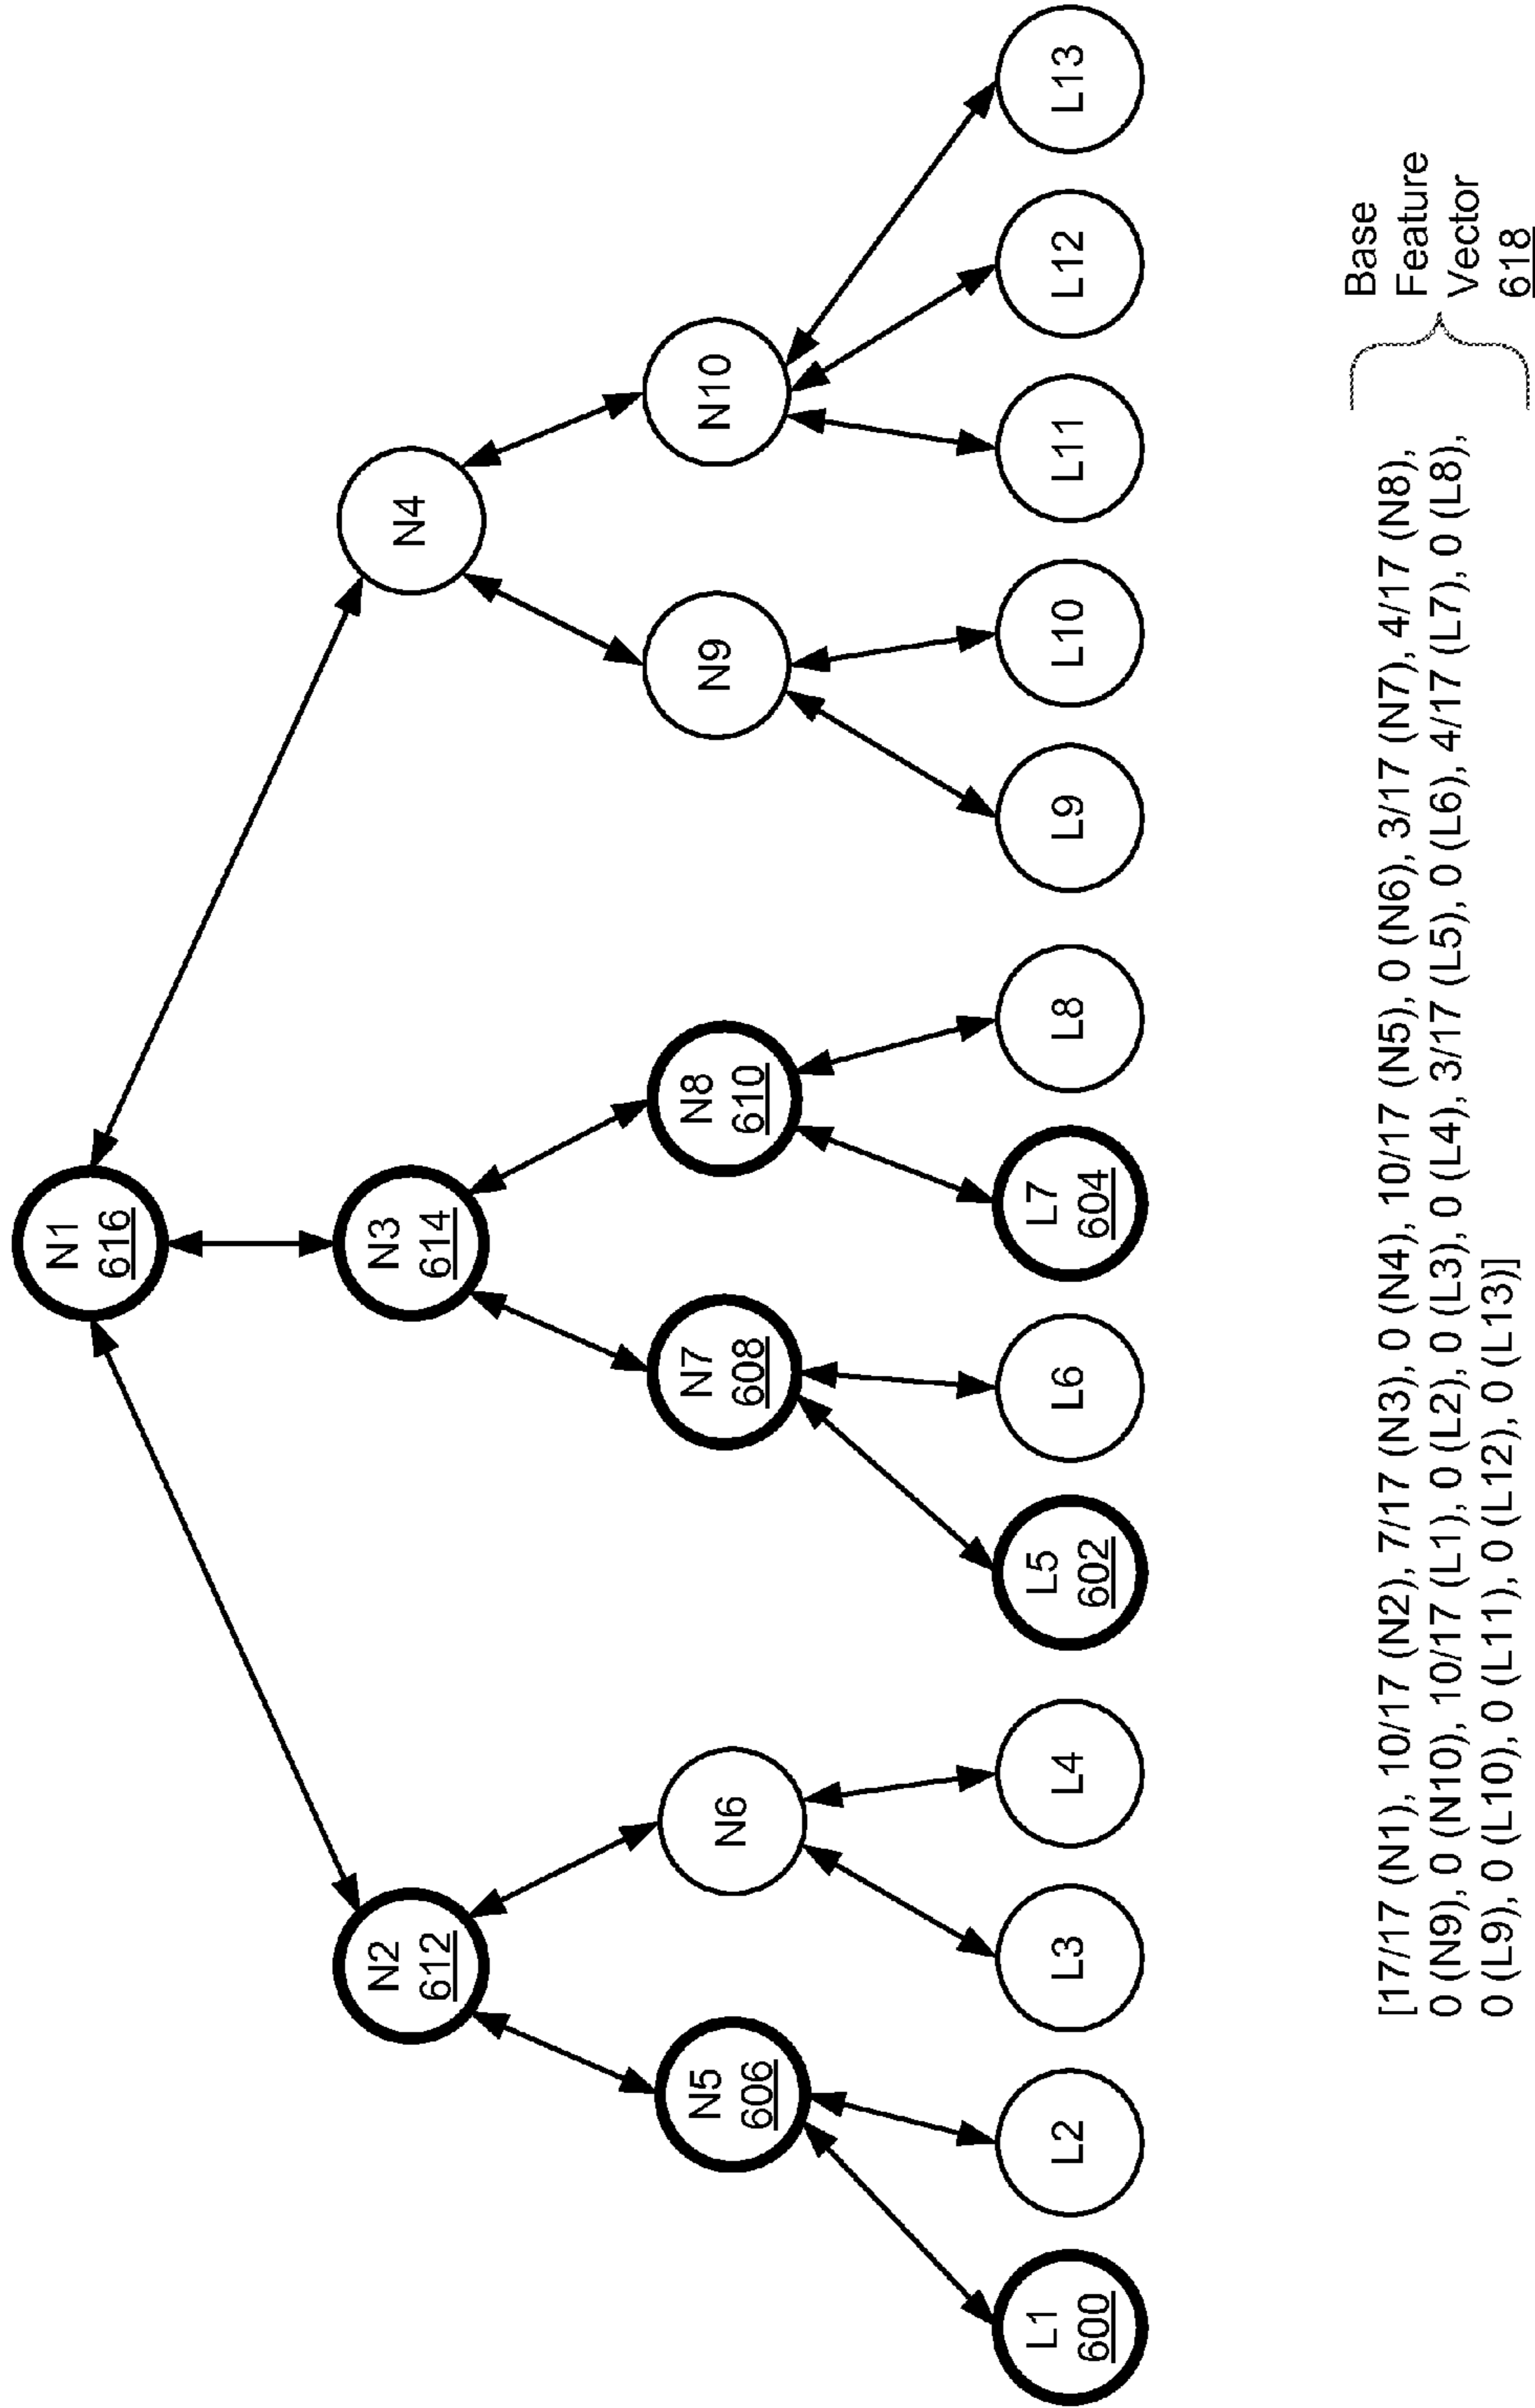 N1
616
N2
612
N3
614
N4
N5
606
N6
N7
608
N8
610
N9
N10
L1
600
L2
L3
L4
L5
602
L6
L7
604
L8
L9
L10
L11
L12
L13
[17/17 (N1), 10/17 (N2), 7/17 (N3), 0 (N4), 10/17 (N5), 0 (N6), 3/17 (N7), 4/17 (N8),
0 (N9), 0 (N10), 10/17 (L1), 0 (L2), 0 (L3), 0 (L4), 3/17 (L5), 0 (L6), 4/17 (L7), 0 (L8),
0 (L9), 0 (L10), 0 (L11), 0 (L12), 0 (L13)]
Base
Feature
Vector
618